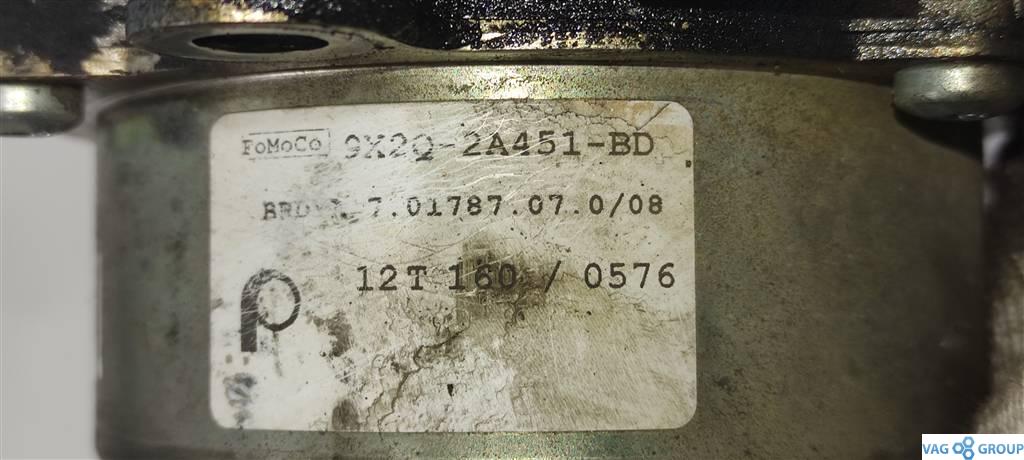 FoMoCo 9X2Q-2A451-BD
7.01787.07.0/08
12T 160 / 0576
p
VAG GROUP